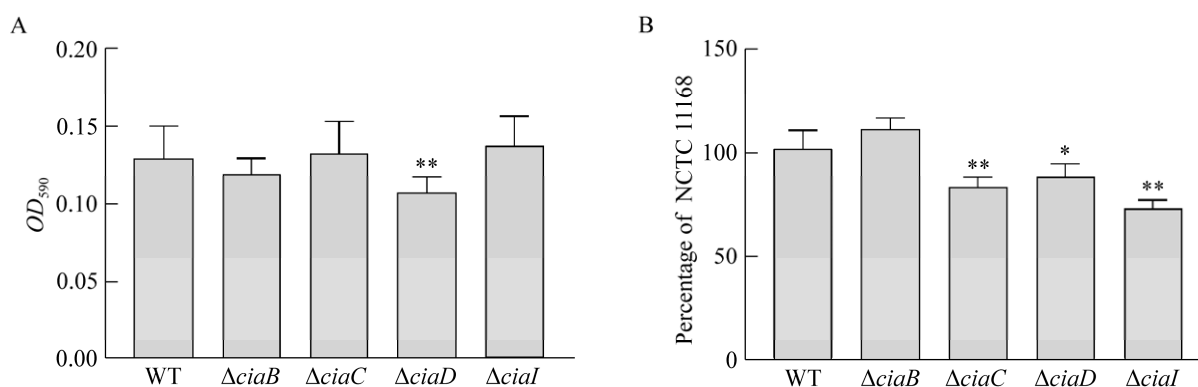 A
OD590
0.20
0.15
0.10
0.05
0.00
**
WT ΔciaB ΔciaC ΔciaD ΔciaI
B
Percentage of NCTC 11168
150
100
50
0
** * **
WT ΔciaB ΔciaC ΔciaD ΔciaI